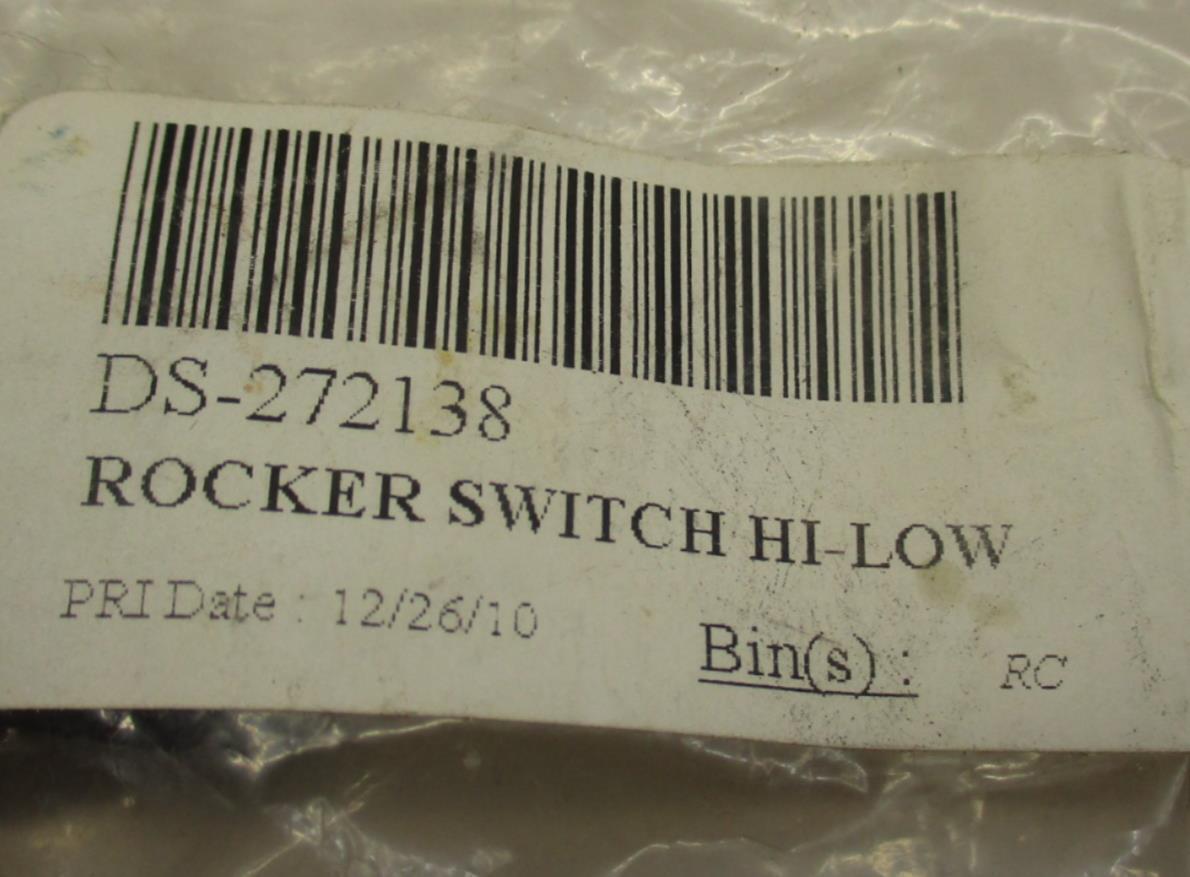 DS-272138
ROCKER SWITCH HI-LOW
PRI Date : 12/26/10
Bin(s) : RC